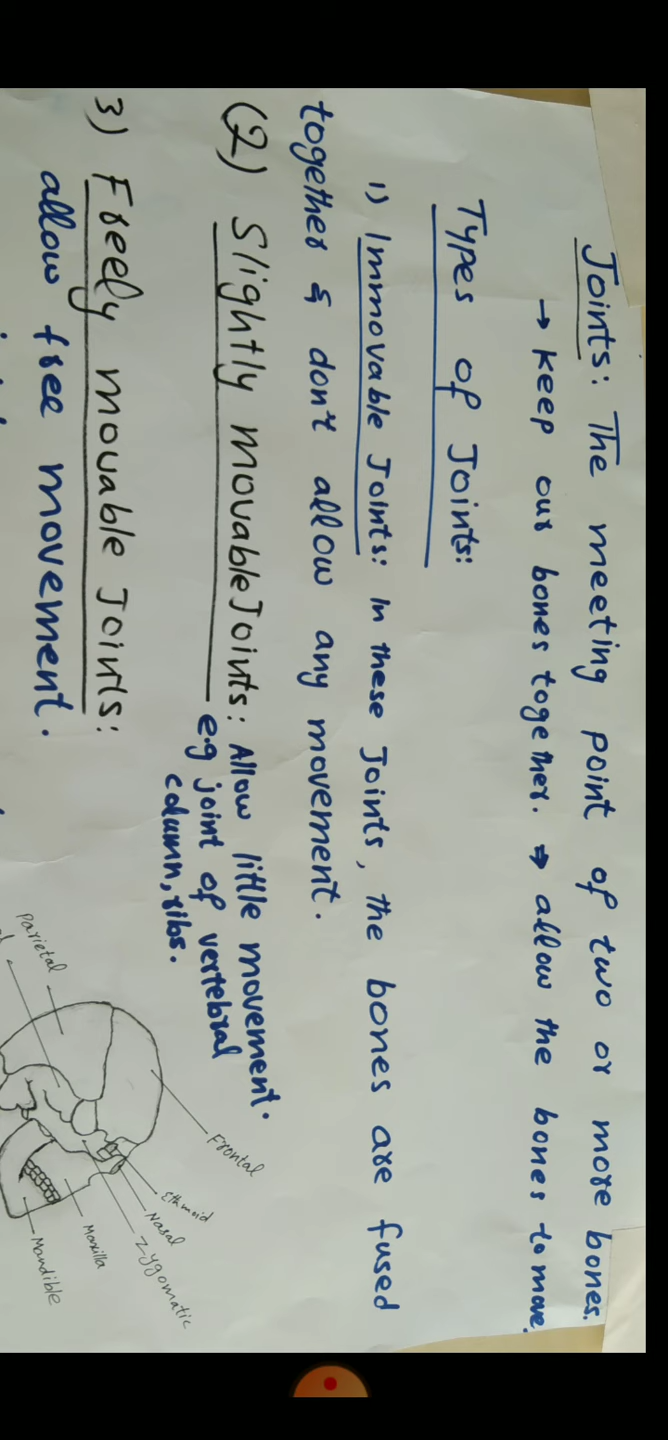 Joints: The meeting point of two or more bones.
→ keep our bones together. ⇒ allow the bones to move.
Types of Joints:
1) Immovable Joints: In these Joints, the bones are fused
together & don't allow any movement.
(2) Slightly movable Joints: Allow little movement.
e.g joint of vertebral
column, ribs.
3) Freely movable Joints:
allow free movement.
Parietal
Frontal
Ethmoid
Nasal
Zygomatic
Maxilla
Mandible